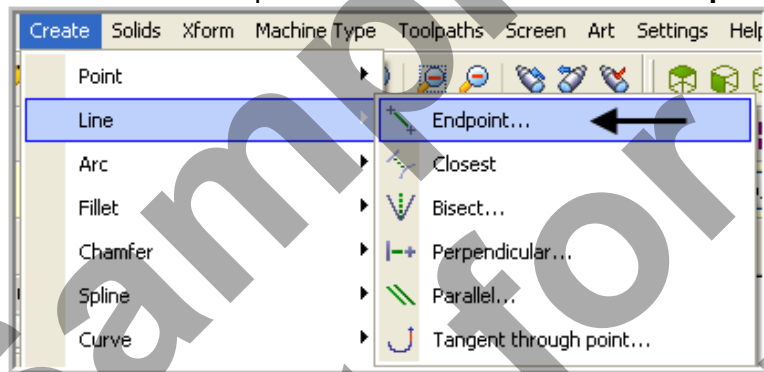 Create Solids Xform Machine Type Toolpaths Screen Art Settings Help
Point
Line
Endpoint...
Arc
Closest
Fillet
Bisect...
Chamfer
Perpendicular...
Spline
Parallel...
Curve
Tangent through point...
Sample
for